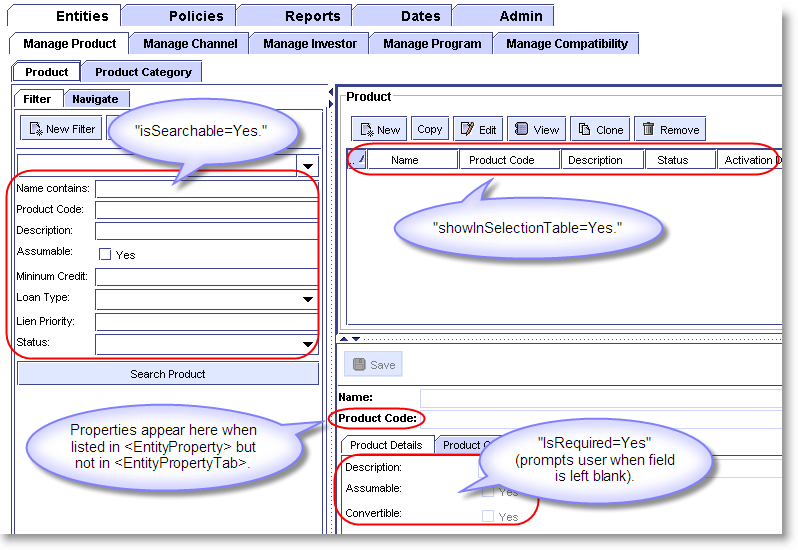 Entities Policies Reports Dates Admin
Manage Product Manage Channel Manage Investor Manage Program Manage Compatibility
Product Product Category
Filter Navigate
New Filter
"isSearchable=Yes."
Name contains:
Product Code:
Description:
Assumable: Yes
Mininum Credit:
Loan Type:
Lien Priority:
Status:
Search Product
Properties appear here when
listed in <EntityProperty> but
not in <EntityPropertyTab>.
Product
New Copy Edit View Clone Remove
Name Product Code Description Status Activation D
"showInSelectionTable=Yes."
Save
Name:
Product Code:
Product Details Product C
Description:
Assumable: Yes
Convertible: Yes
"IsRequired=Yes"
(prompts user when field
is left blank).